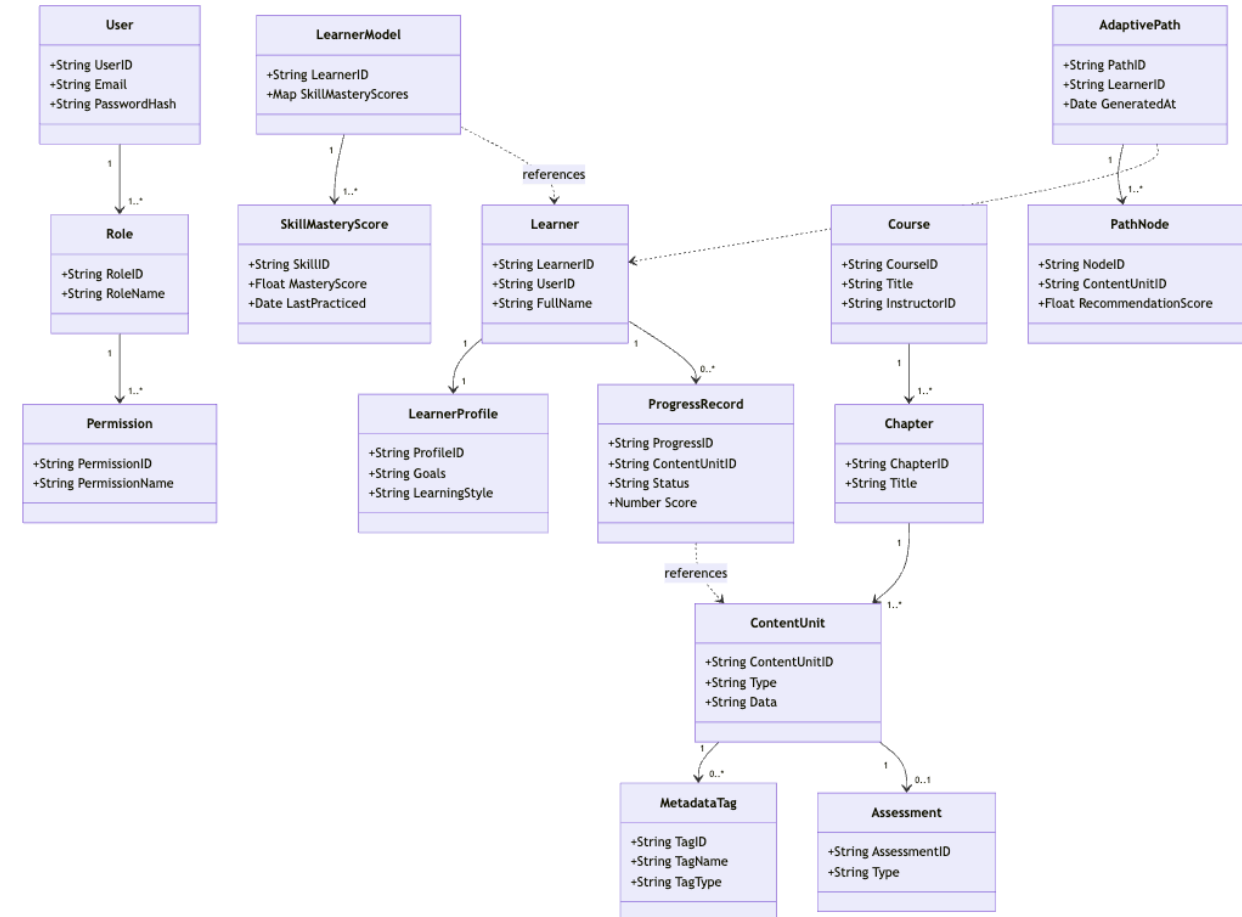 User
+String UserID
+String Email
+String PasswordHash
LearnerModel
+String LearnerID
+Map SkillMasteryScores
AdaptivePath
+String PathID
+String LearnerID
+Date GeneratedAt
1
1..*
1
1..*
references
1
1..*
Role
+String RoleID
+String RoleName
SkillMasteryScore
+String SkillID
+Float MasteryScore
+Date LastPracticed
Learner
+String LearnerID
+String UserID
+String FullName
Course
+String CourseID
+String Title
+String InstructorID
PathNode
+String NodeID
+String ContentUnitID
+Float RecommendationScore
1
1..*
1
1
1
0..*
1
1..*
Permission
+String PermissionID
+String PermissionName
LearnerProfile
+String ProfileID
+String Goals
+String LearningStyle
ProgressRecord
+String ProgressID
+String ContentUnitID
+String Status
+Number Score
Chapter
+String ChapterID
+String Title
references
1
1..*
ContentUnit
+String ContentUnitID
+String Type
+String Data
1
0..*
1
0..1
MetadataTag
+String TagID
+String TagName
+String TagType
Assessment
+String AssessmentID
+String Type